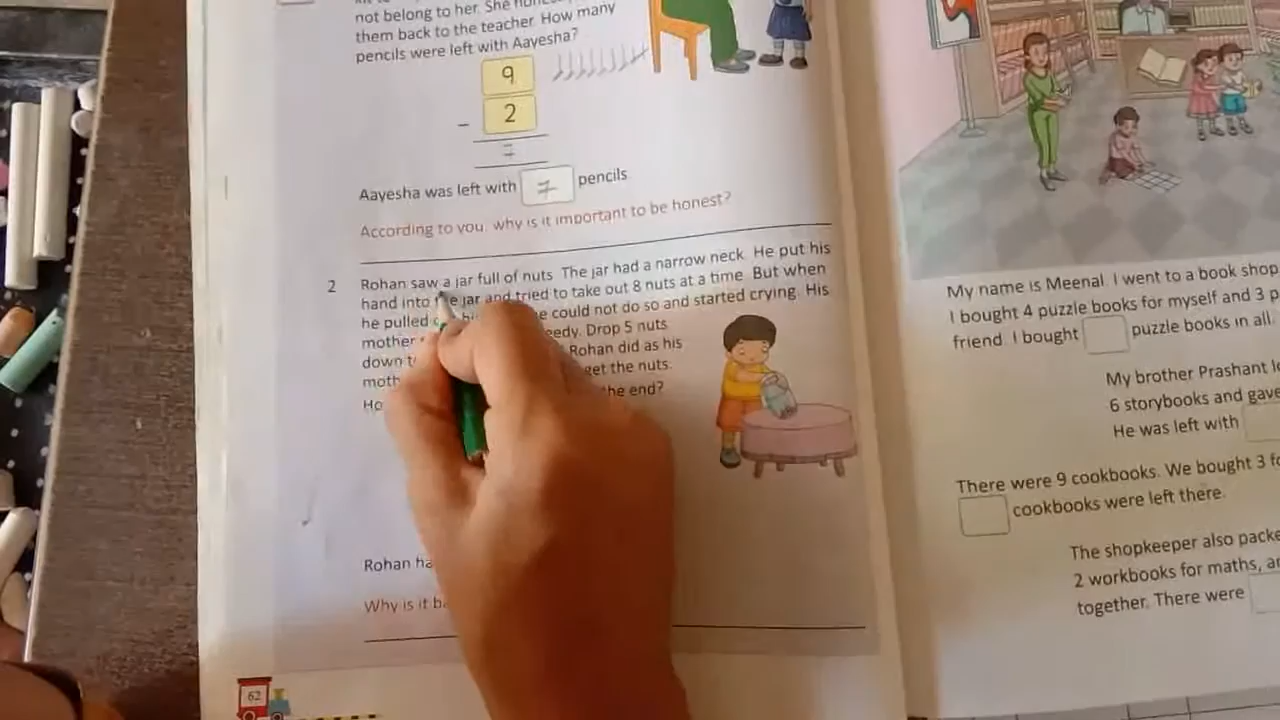 not belong to her. She
them back to the teacher. How many
pencils were left with Aayesha?
9
- 2
7
Aayesha was left with 7 pencils
According to you, why is it important to be honest?
2 Rohan saw a jar full of nuts. The jar had a narrow neck. He put his
hand into the jar and tried to take out 8 nuts at a time. But when
he pulled he could not do so and started crying. His
mother Drop 5 nuts
down Rohan did as his
get the nuts.
the end?
Rohan
Why is it
62
My name is Meenal. I went to a book shop
I bought 4 puzzle books for myself and 3
friend. I bought puzzle books in all.
My brother Prashant
6 storybooks and gave
He was left with
There were 9 cookbooks. We bought 3
cookbooks were left there.
The shopkeeper also
2 workbooks for maths,
together. There were